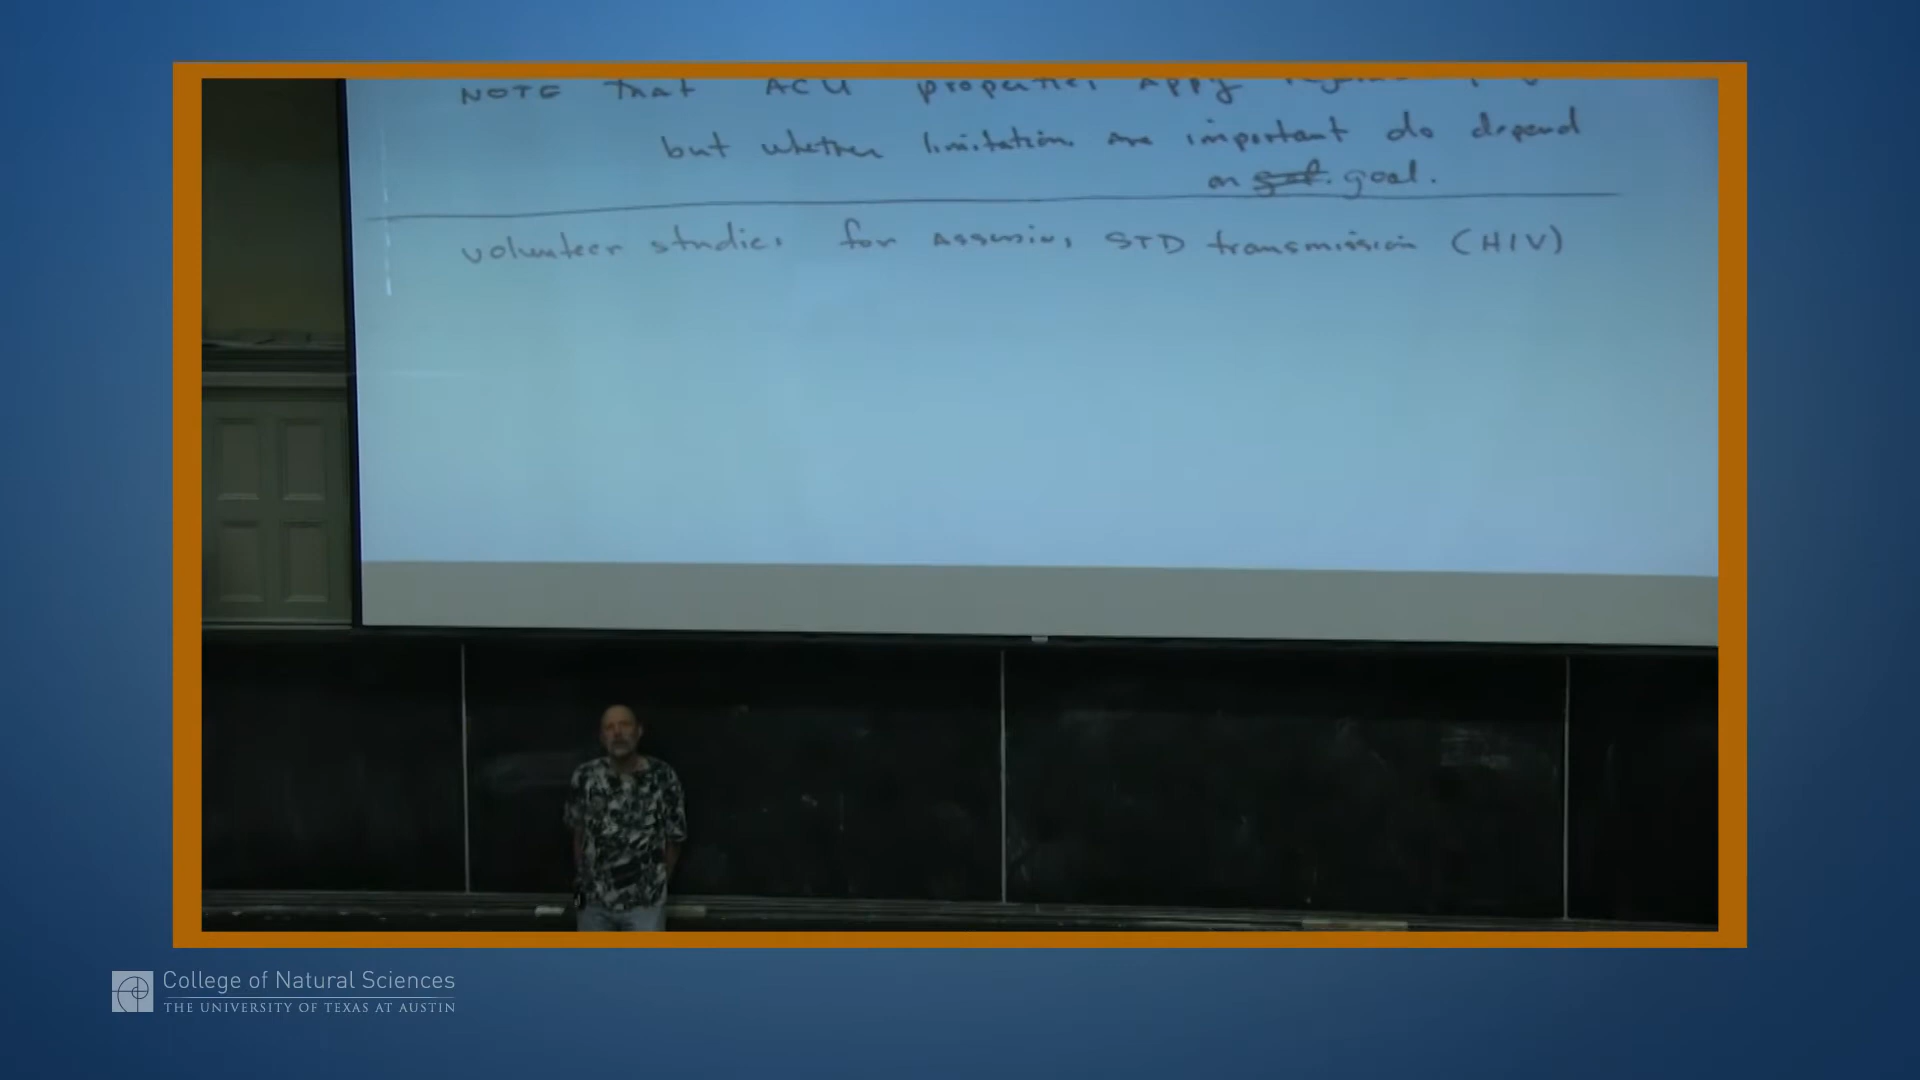 NOTE That ACU properties Apply
but whether limitations are important do depend
on goal.
volunteer studies for Assessing STD transmission (HIV)
College of Natural Sciences
THE UNIVERSITY OF TEXAS AT AUSTIN